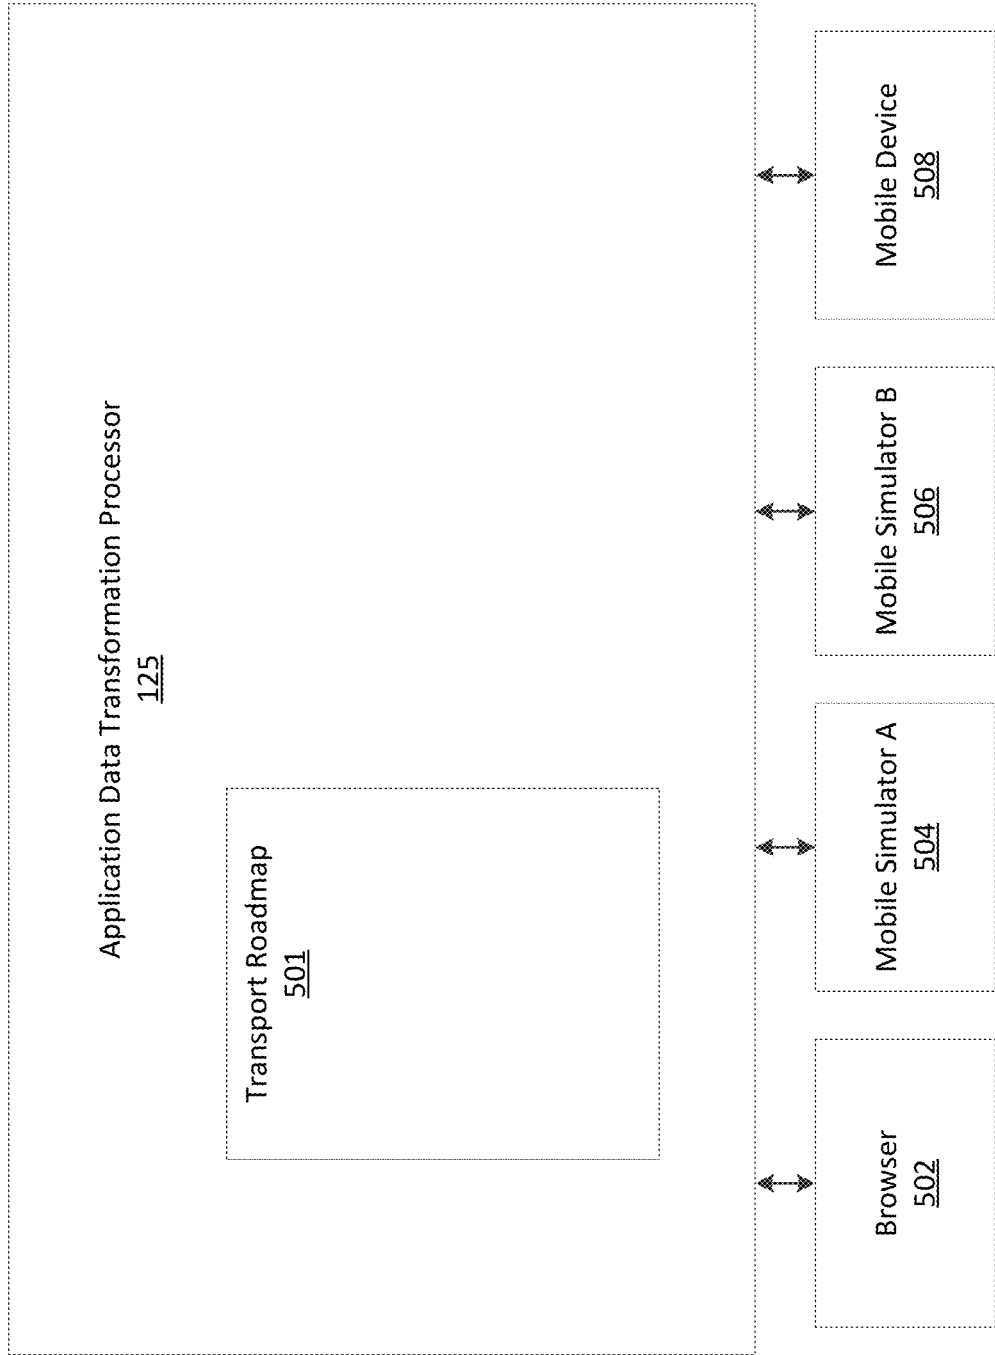 Application Data Transformation Processor
125
Transport Roadmap
501
Browser
502
Mobile Simulator A
504
Mobile Simulator B
506
Mobile Device
508